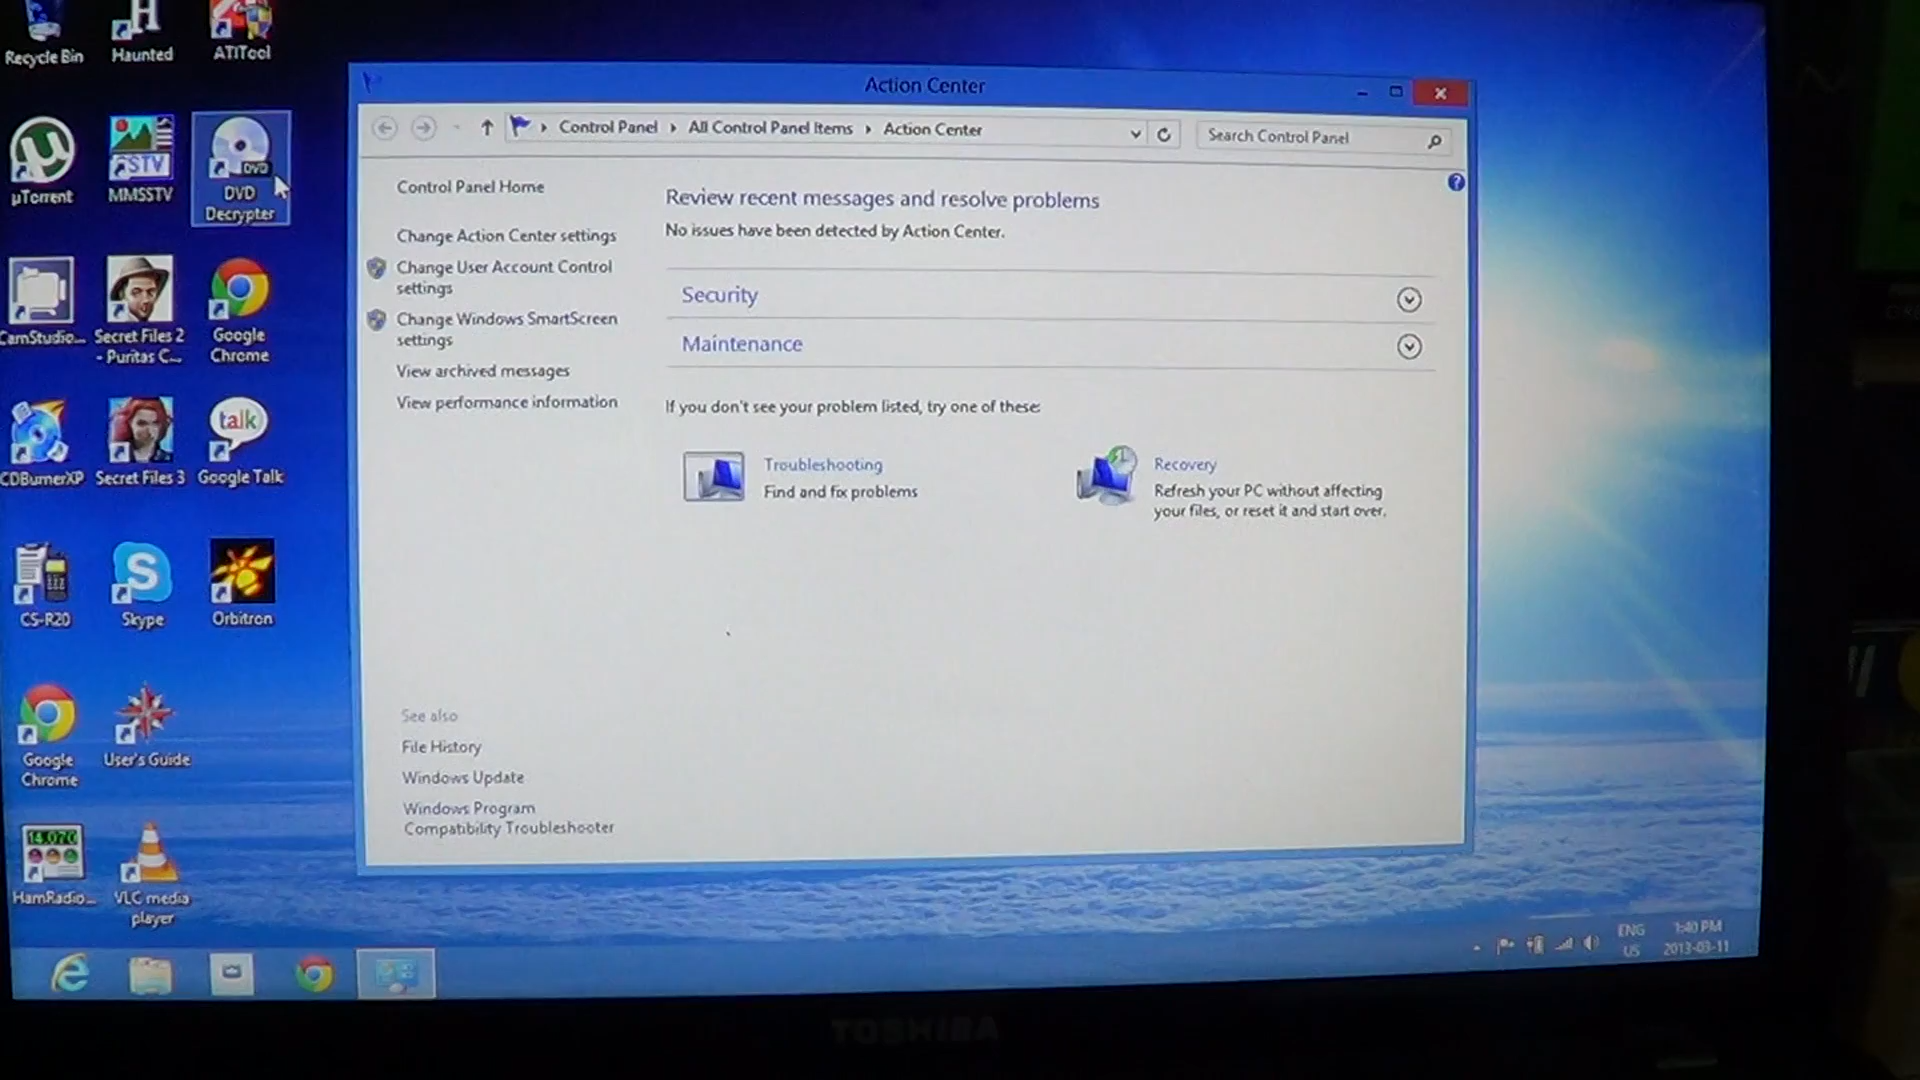 Recycle Bin
Haunted
ATITool
µTorrent
MMSSTV
DVD
Decrypter
CamStudio...
Secret Files 2
- Puritas C...
Google
Chrome
CDBurnerXP
Secret Files 3
talk
Google Talk
CS-R20
Skype
Orbitron
Google
Chrome
User's Guide
14.070
HamRadio...
VLC media
player
Action Center
Control Panel
All Control Panel Items
Action Center
Search Control Panel
Control Panel Home
Change Action Center settings
Change User Account Control
settings
Change Windows SmartScreen
settings
View archived messages
View performance information
See also
File History
Windows Update
Windows Program
Compatibility Troubleshooter
Review recent messages and resolve problems
No issues have been detected by Action Center.
Security
Maintenance
If you don't see your problem listed, try one of these:
Troubleshooting
Find and fix problems
Recovery
Refresh your PC without affecting
your files, or reset it and start over.
ENG
US
1:40 PM
2013-03-11
TOSHIBA